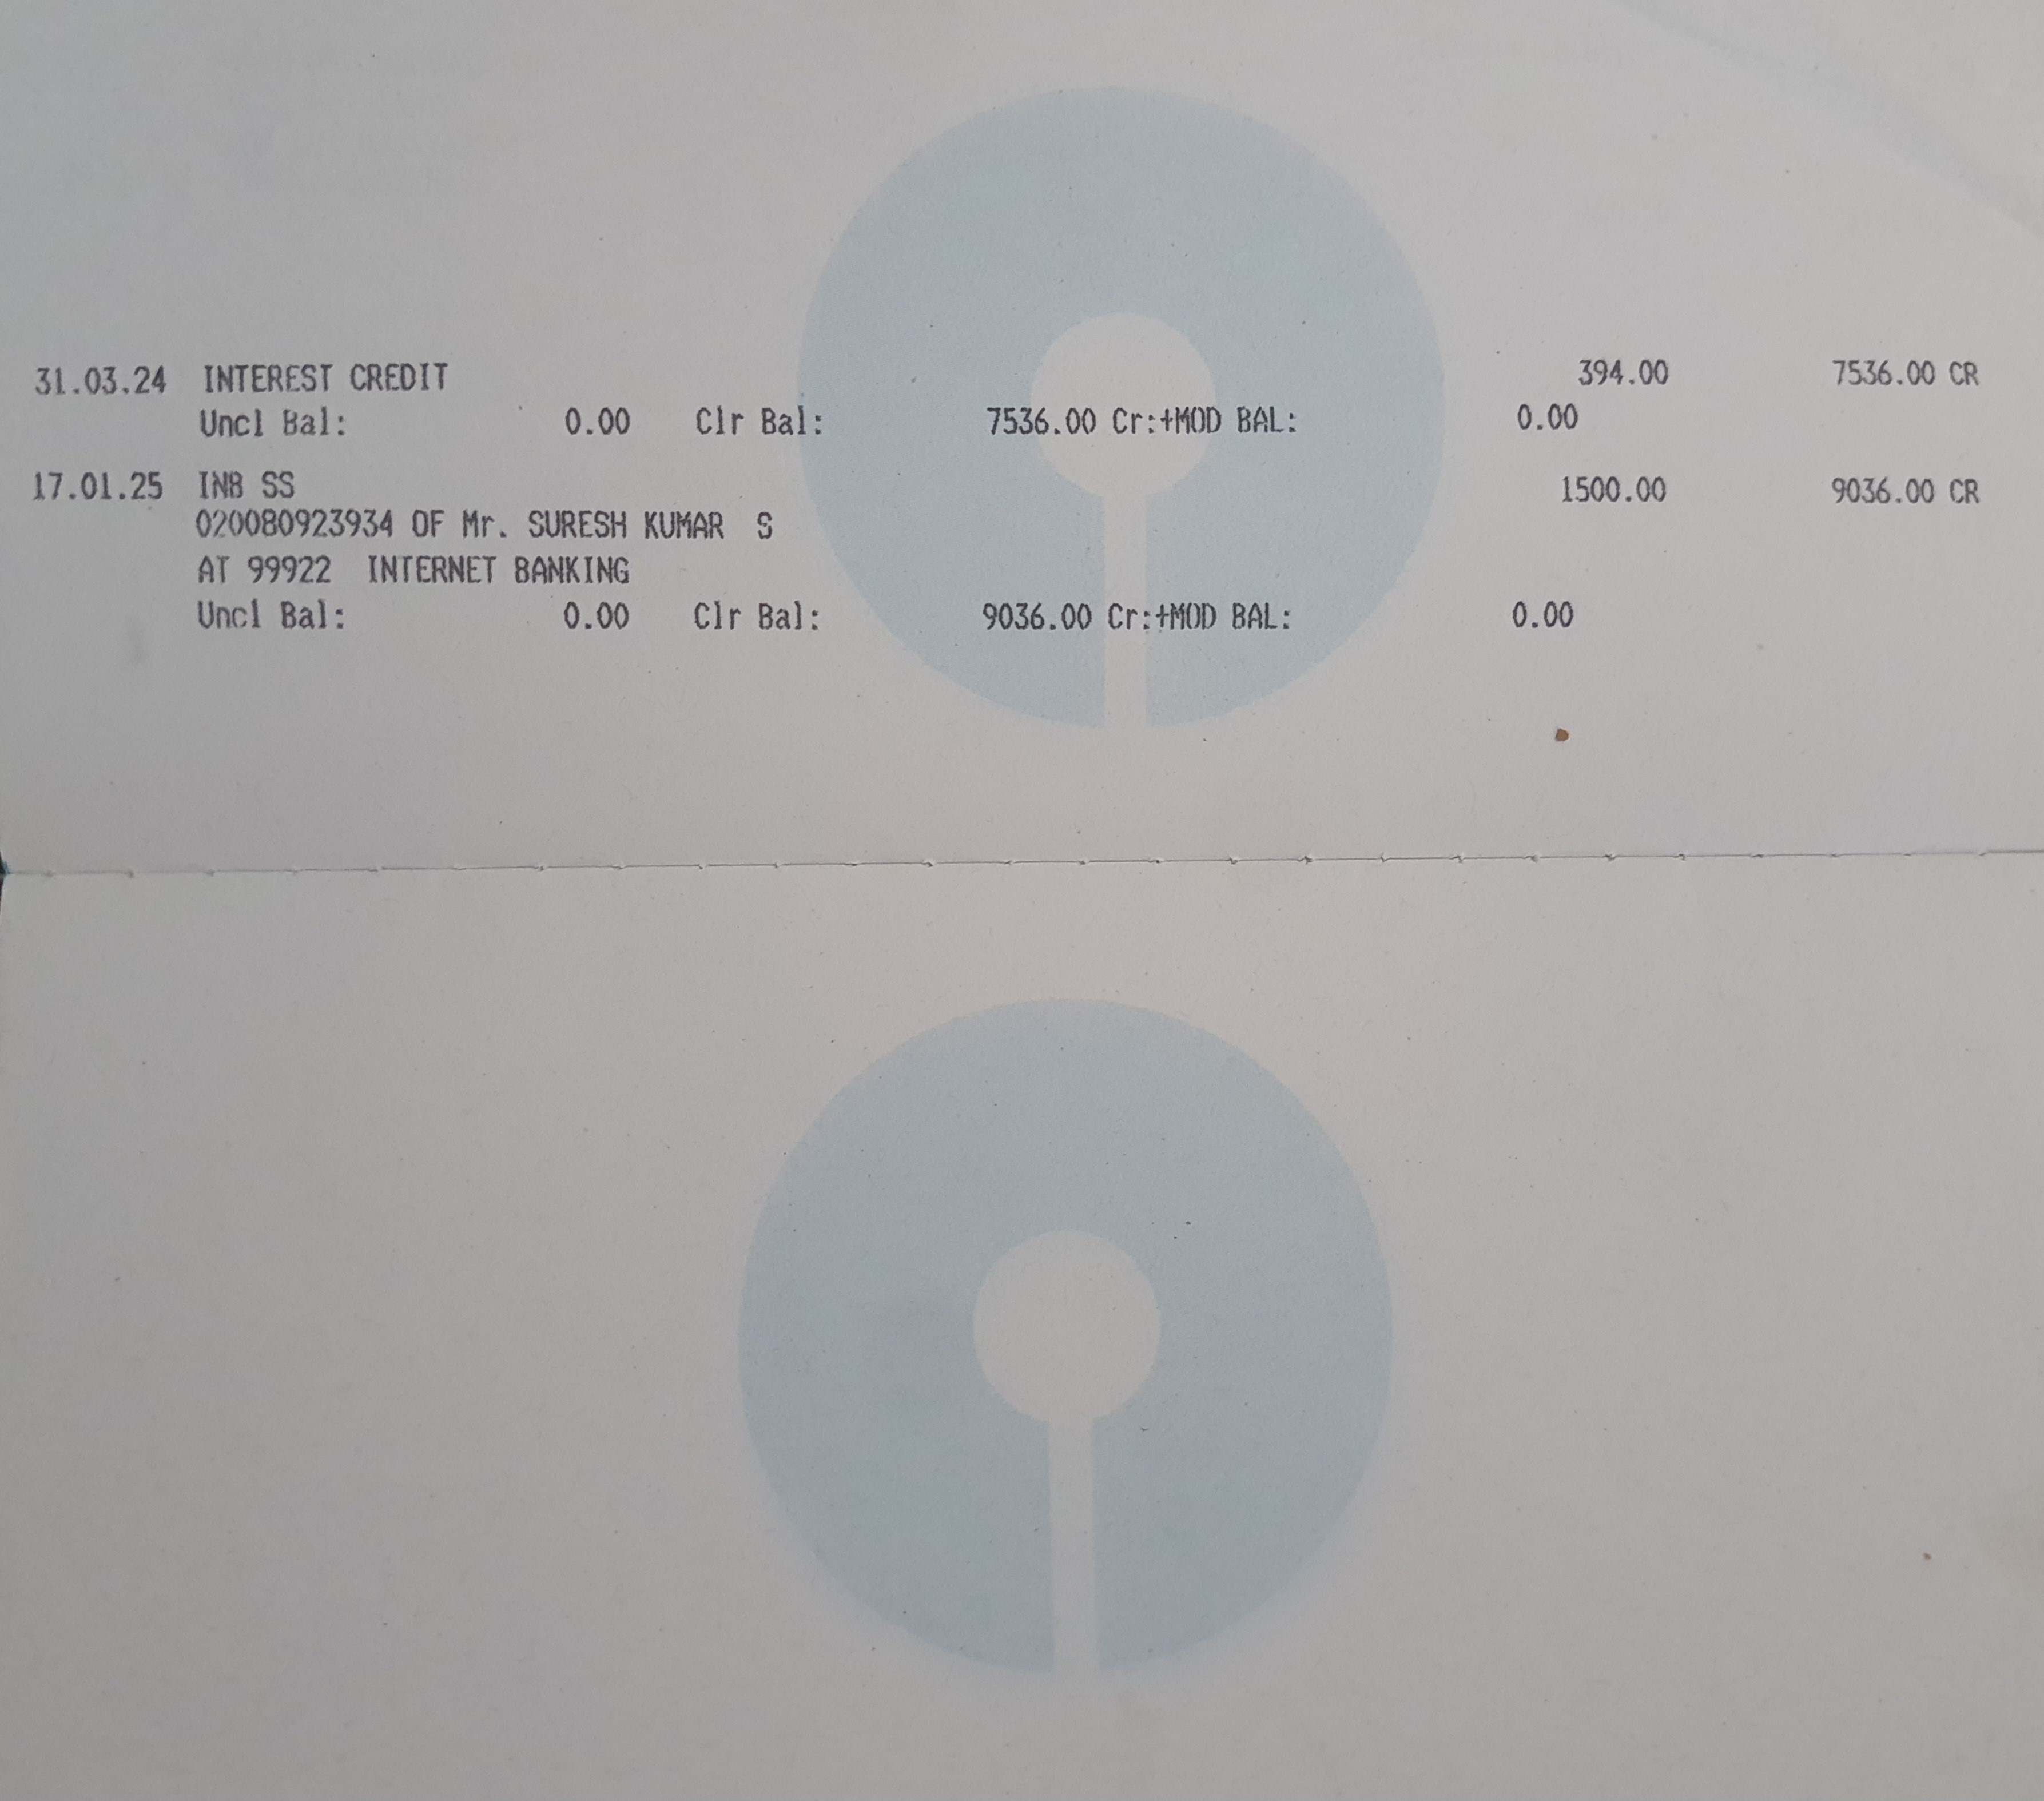 31.03.24 INTEREST CREDIT 394.00 7536.00 CR
Uncl Bal: 0.00 Clr Bal: 7536.00 Cr:+MOD BAL: 0.00
17.01.25 INB SS 1500.00 9036.00 CR
020080923934 OF Mr. SURESH KUMAR S
AT 99922 INTERNET BANKING
Uncl Bal: 0.00 Clr Bal: 9036.00 Cr:+MOD BAL: 0.00